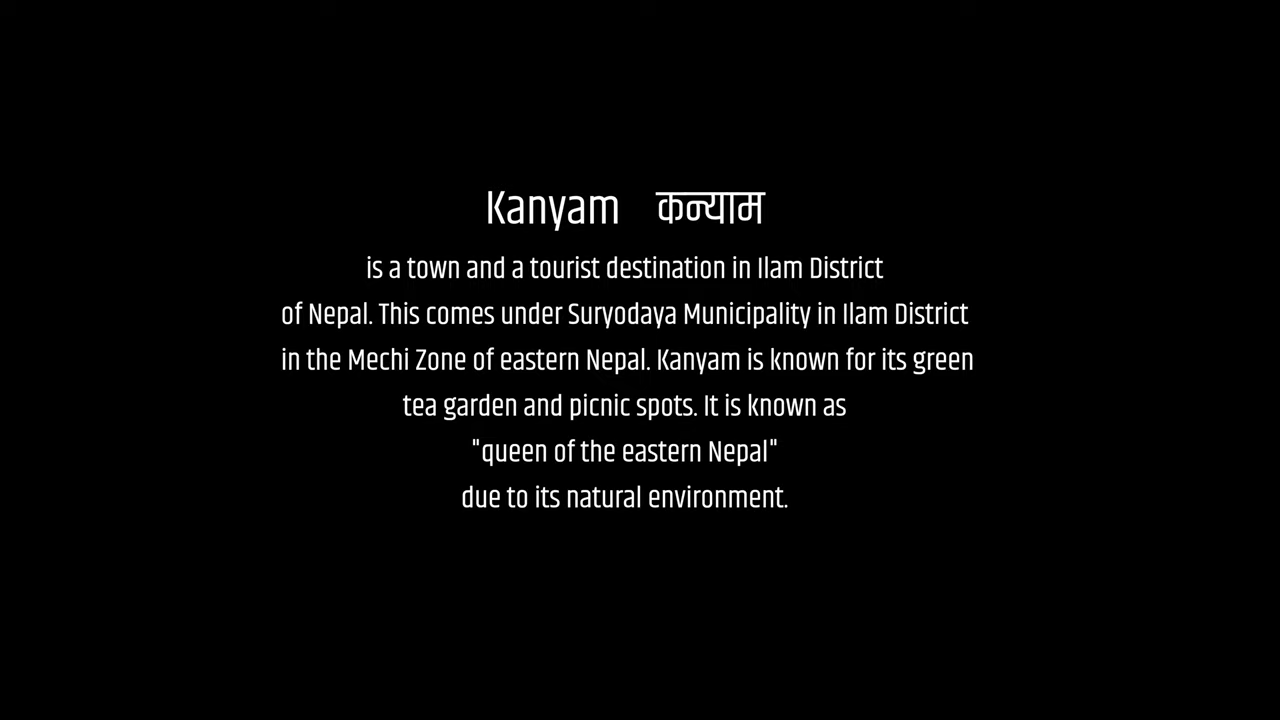 Kanyam कन्याम
is a town and a tourist destination in Ilam District
of Nepal. This comes under Suryodaya Municipality in Ilam District
in the Mechi Zone of eastern Nepal. Kanyam is known for its green
tea garden and picnic spots. It is known as
"queen of the eastern Nepal"
due to its natural environment.